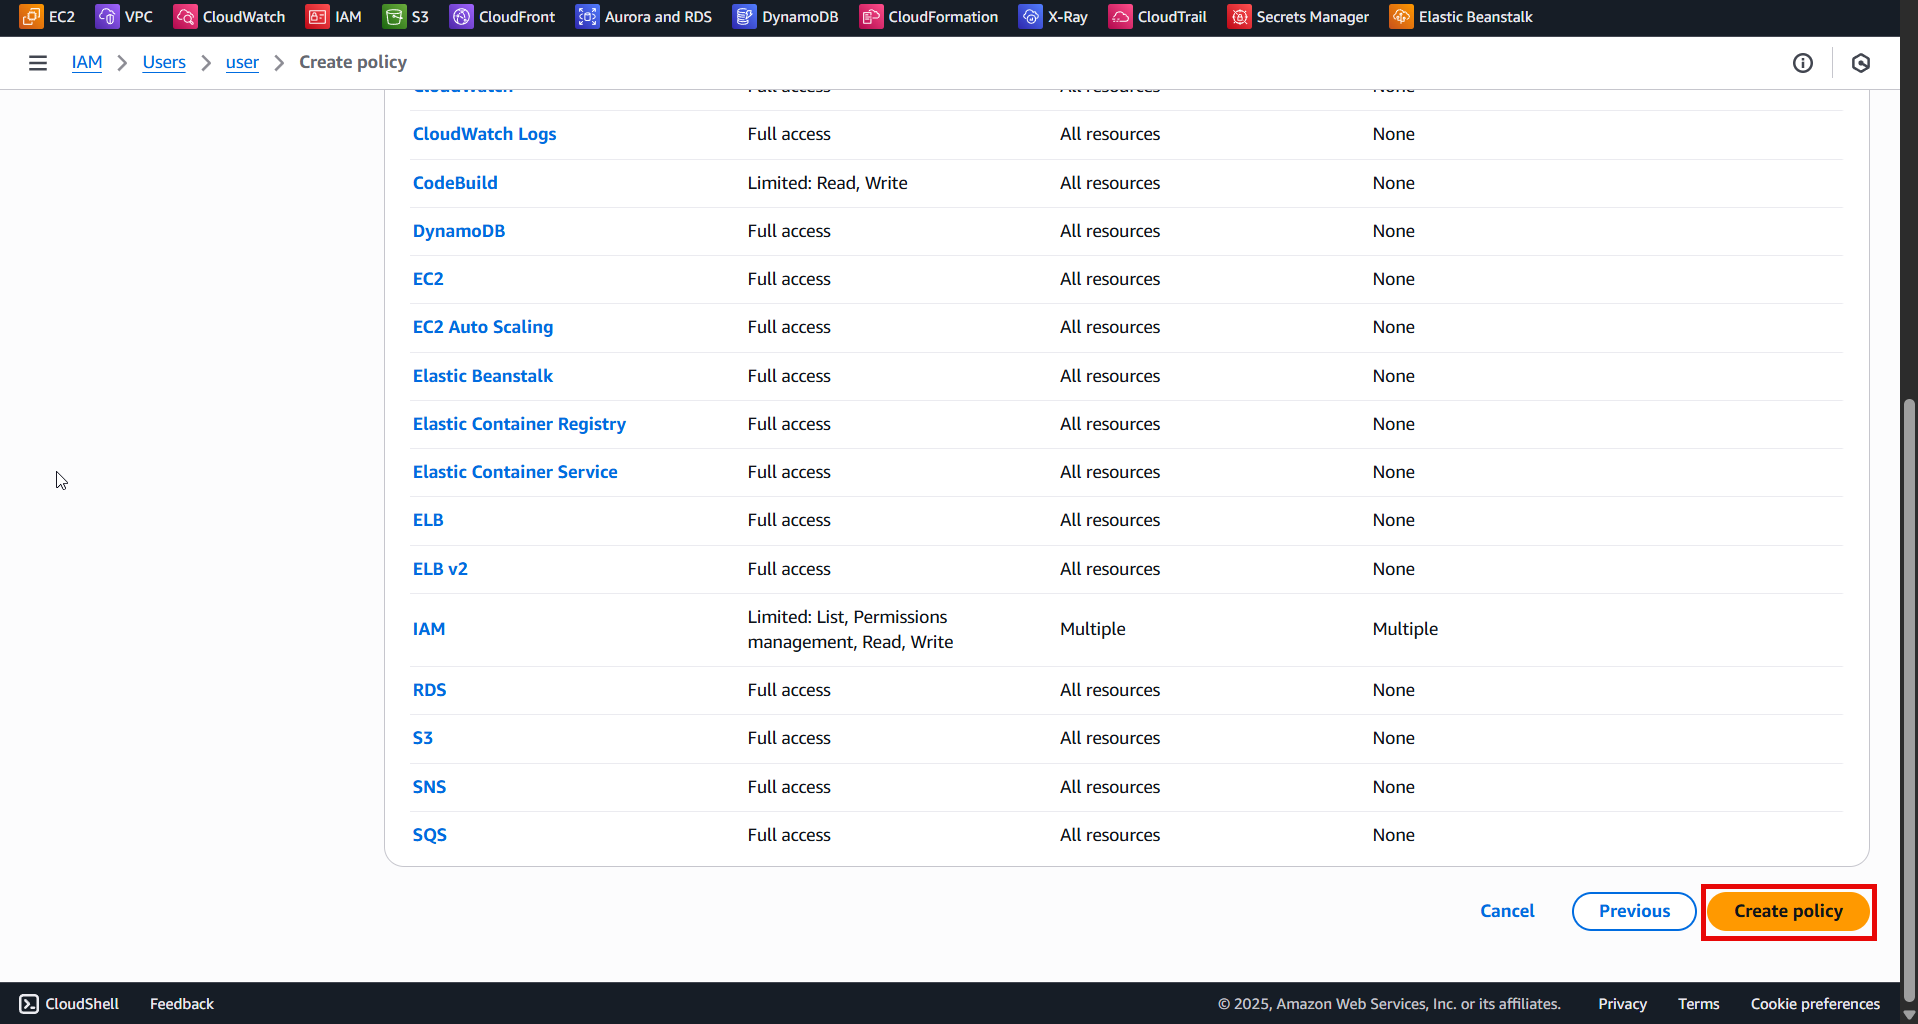 EC2 VPC CloudWatch IAM S3 CloudFront Aurora and RDS DynamoDB CloudFormation X-Ray CloudTrail Secrets Manager Elastic Beanstalk
IAM Users user Create policy
CloudWatch Full access All resources None
CloudWatch Logs Full access All resources None
CodeBuild Limited: Read, Write All resources None
DynamoDB Full access All resources None
EC2 Full access All resources None
EC2 Auto Scaling Full access All resources None
Elastic Beanstalk Full access All resources None
Elastic Container Registry Full access All resources None
Elastic Container Service Full access All resources None
ELB Full access All resources None
ELB v2 Full access All resources None
IAM Limited: List, Permissions management, Read, Write Multiple Multiple
RDS Full access All resources None
S3 Full access All resources None
SNS Full access All resources None
SQS Full access All resources None
Cancel Previous Create policy
CloudShell Feedback © 2025, Amazon Web Services, Inc. or its affiliates. Privacy Terms Cookie preferences